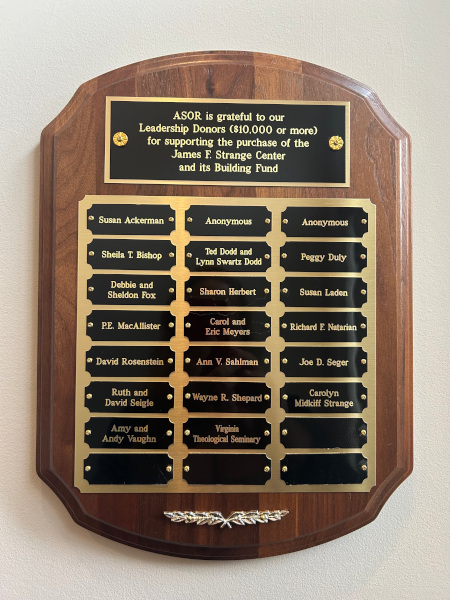 ASOR is grateful to our
Leadership Donors ($10,000 or more)
for supporting the purchase of the
James F. Strange Center
and its Building Fund
Susan Ackerman
Anonymous
Anonymous
Sheila T. Bishop
Ted Dodd and
Lynn Swartz Dodd
Peggy Duly
Debbie and
Sheldon Fox
Sharon Herbert
Susan Laden
P.E. MacAllister
Carol and
Eric Meyers
Richard F. Natarian
David Rosenstein
Ann V. Sahlman
Joe D. Seger
Ruth and
David Seigle
Wayne R. Shepard
Carolyn
Midkiff Strange
Amy and
Andy Vaughn
Virginia
Theological Seminary